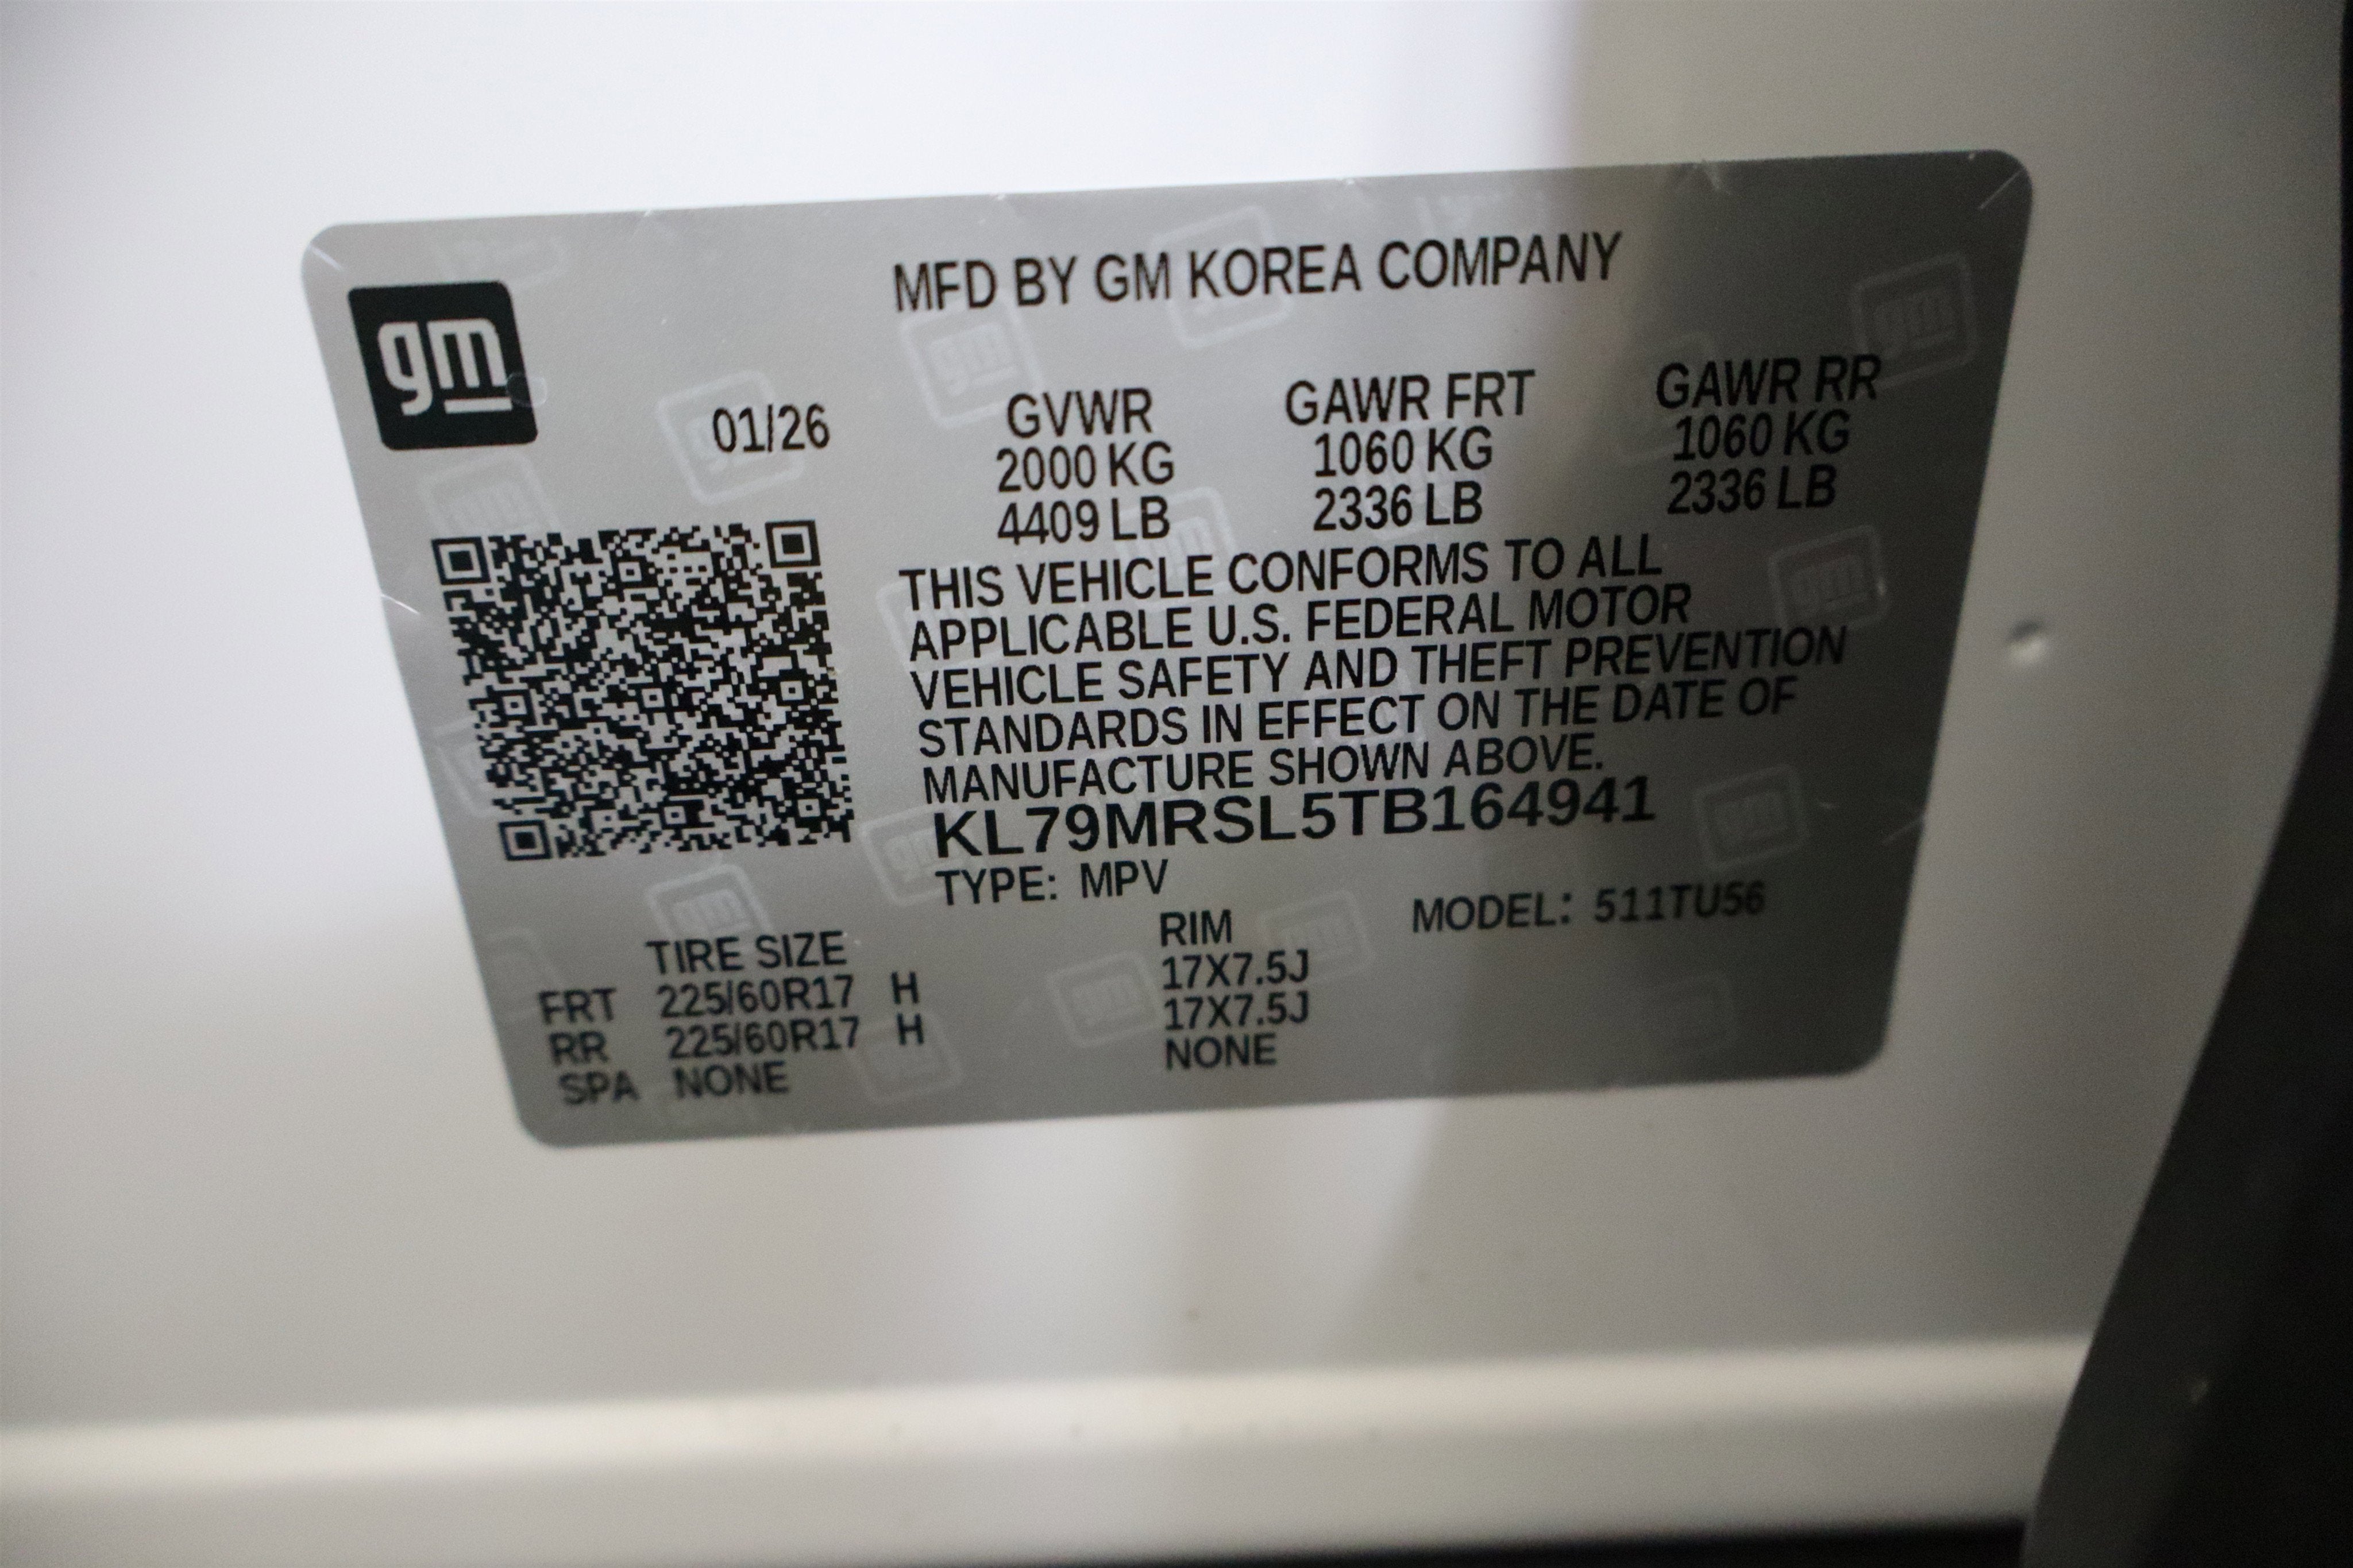 MFD BY GM KOREA COMPANY
gm
01/26
GVWR GAWR FRT GAWR RR
2000 KG 1060 KG 1060 KG
4409 LB 2336 LB 2336 LB
THIS VEHICLE CONFORMS TO ALL
APPLICABLE U.S. FEDERAL MOTOR
VEHICLE SAFETY AND THEFT PREVENTION
STANDARDS IN EFFECT ON THE DATE OF
MANUFACTURE SHOWN ABOVE.
KL79MRSL5TB164941
TYPE: MPV MODEL: 511TU56
TIRE SIZE RIM
FRT 225/60R17 H 17X7.5J
RR 225/60R17 H 17X7.5J
SPA NONE NONE